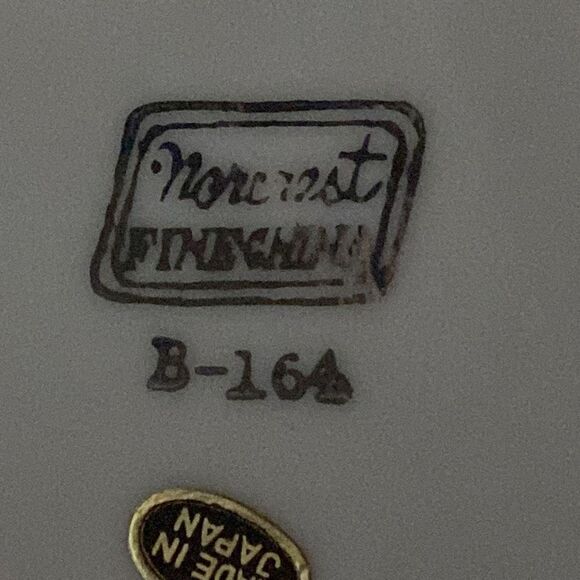 Norcrest
FINE CHINA
B-164
MADE IN
JAPAN